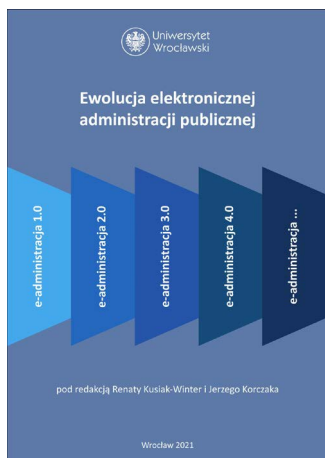 Uniwersytet
Wrocławski
Ewolucja elektronicznej
administracji publicznej
e-administracja 1.0
e-administracja 2.0
e-administracja 3.0
e-administracja 4.0
e-administracja ...
pod redakcją Renaty Kusiak-Winter i Jerzego Korczaka
Wrocław 2021